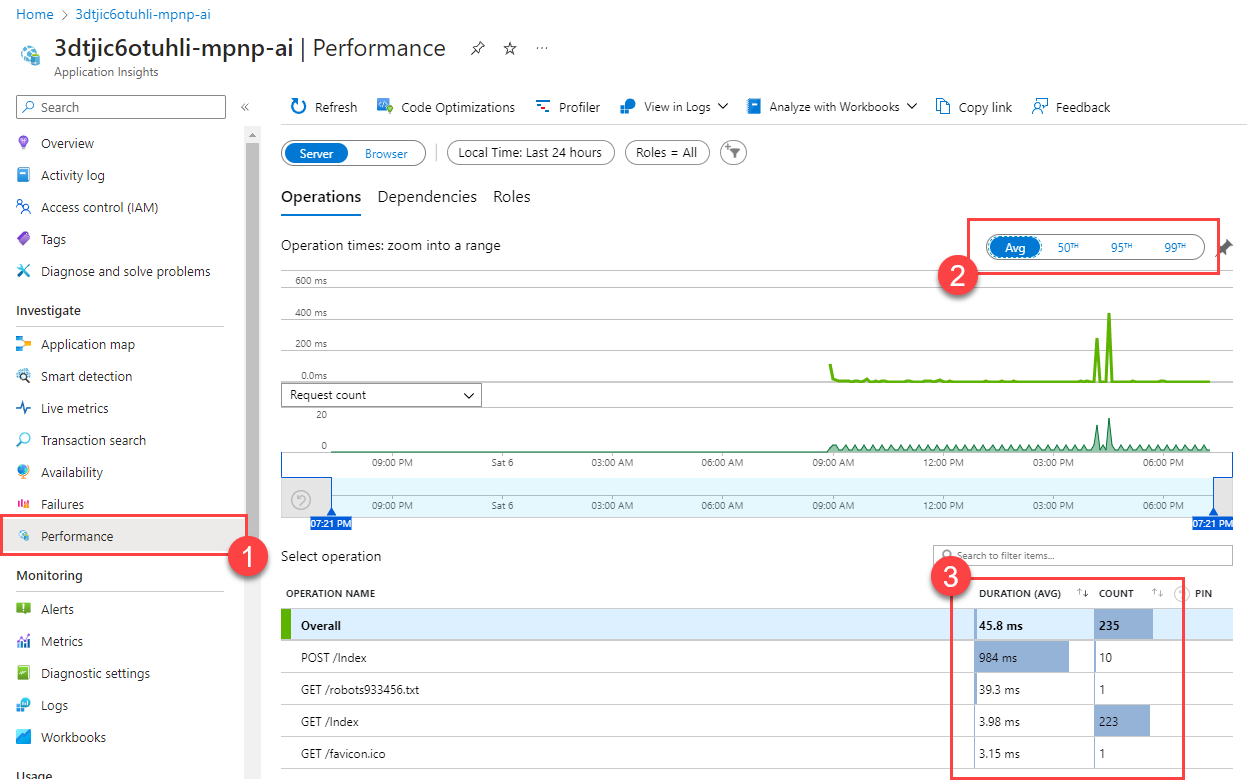 Home > 3dtjic6otuhli-mpnp-ai
3dtjic6otuhli-mpnp-ai | Performance ...
Application Insights
Search «
Refresh Code Optimizations Profiler View in Logs Analyze with Workbooks Copy link Feedback
Overview
Activity log
Access control (IAM)
Tags
Diagnose and solve problems
Investigate
Application map
Smart detection
Live metrics
Transaction search
Availability
Failures
Performance
1
Monitoring
Alerts
Metrics
Diagnostic settings
Logs
Workbooks
Usage
Server Browser Local Time: Last 24 hours Roles = All
Operations Dependencies Roles
Operation times: zoom into a range
Avg 50TH 95TH 99TH
2
600 ms
400 ms
200 ms
0.0ms
Request count
20
0
09:00 PM Sat 6 03:00 AM 06:00 AM 09:00 AM 12:00 PM 03:00 PM 06:00 PM
09:00 PM Sat 6 03:00 AM 06:00 AM 09:00 AM 12:00 PM 03:00 PM 06:00 PM
07:21 PM 07:21 PM
Select operation
Search to filter items...
3
OPERATION NAME DURATION (AVG) COUNT PIN
Overall 45.8 ms 235
POST /Index 984 ms 10
GET /robots933456.txt 39.3 ms 1
GET /Index 3.98 ms 223
GET /favicon.ico 3.15 ms 1